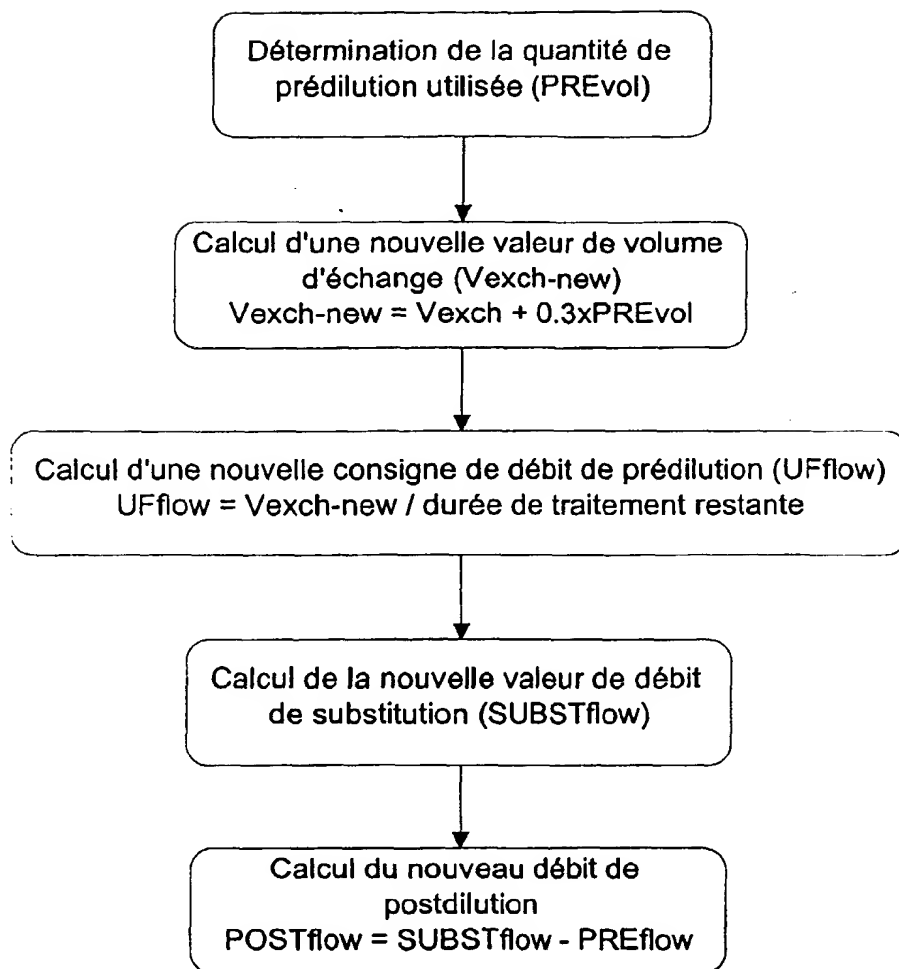 Détermination de la quantité de
prédilution utilisée (PREvol)
Calcul d'une nouvelle valeur de volume
d'échange (Vexch-new)
Vexch-new = Vexch + 0.3xPREvol
Calcul d'une nouvelle consigne de débit de prédilution (UFflow)
UFflow = Vexch-new / durée de traitement restante
Calcul de la nouvelle valeur de débit
de substitution (SUBSTflow)
Calcul du nouveau débit de
postdilution
POSTflow = SUBSTflow - PREflow